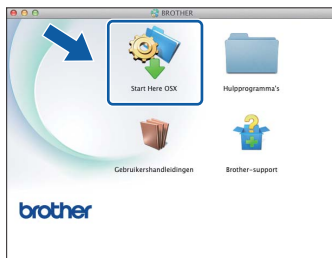 BROTHER
Start Here OSX
Hulpprogramma's
Gebruikershandleidingen
Brother-support
brother